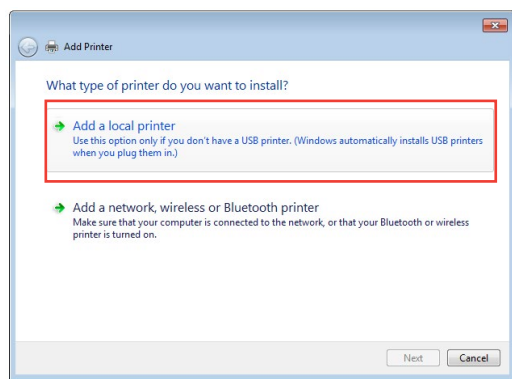 Add Printer
What type of printer do you want to install?
Add a local printer
Use this option only if you don't have a USB printer. (Windows automatically installs USB printers
when you plug them in.)
Add a network, wireless or Bluetooth printer
Make sure that your computer is connected to the network, or that your Bluetooth or wireless
printer is turned on.
Next Cancel